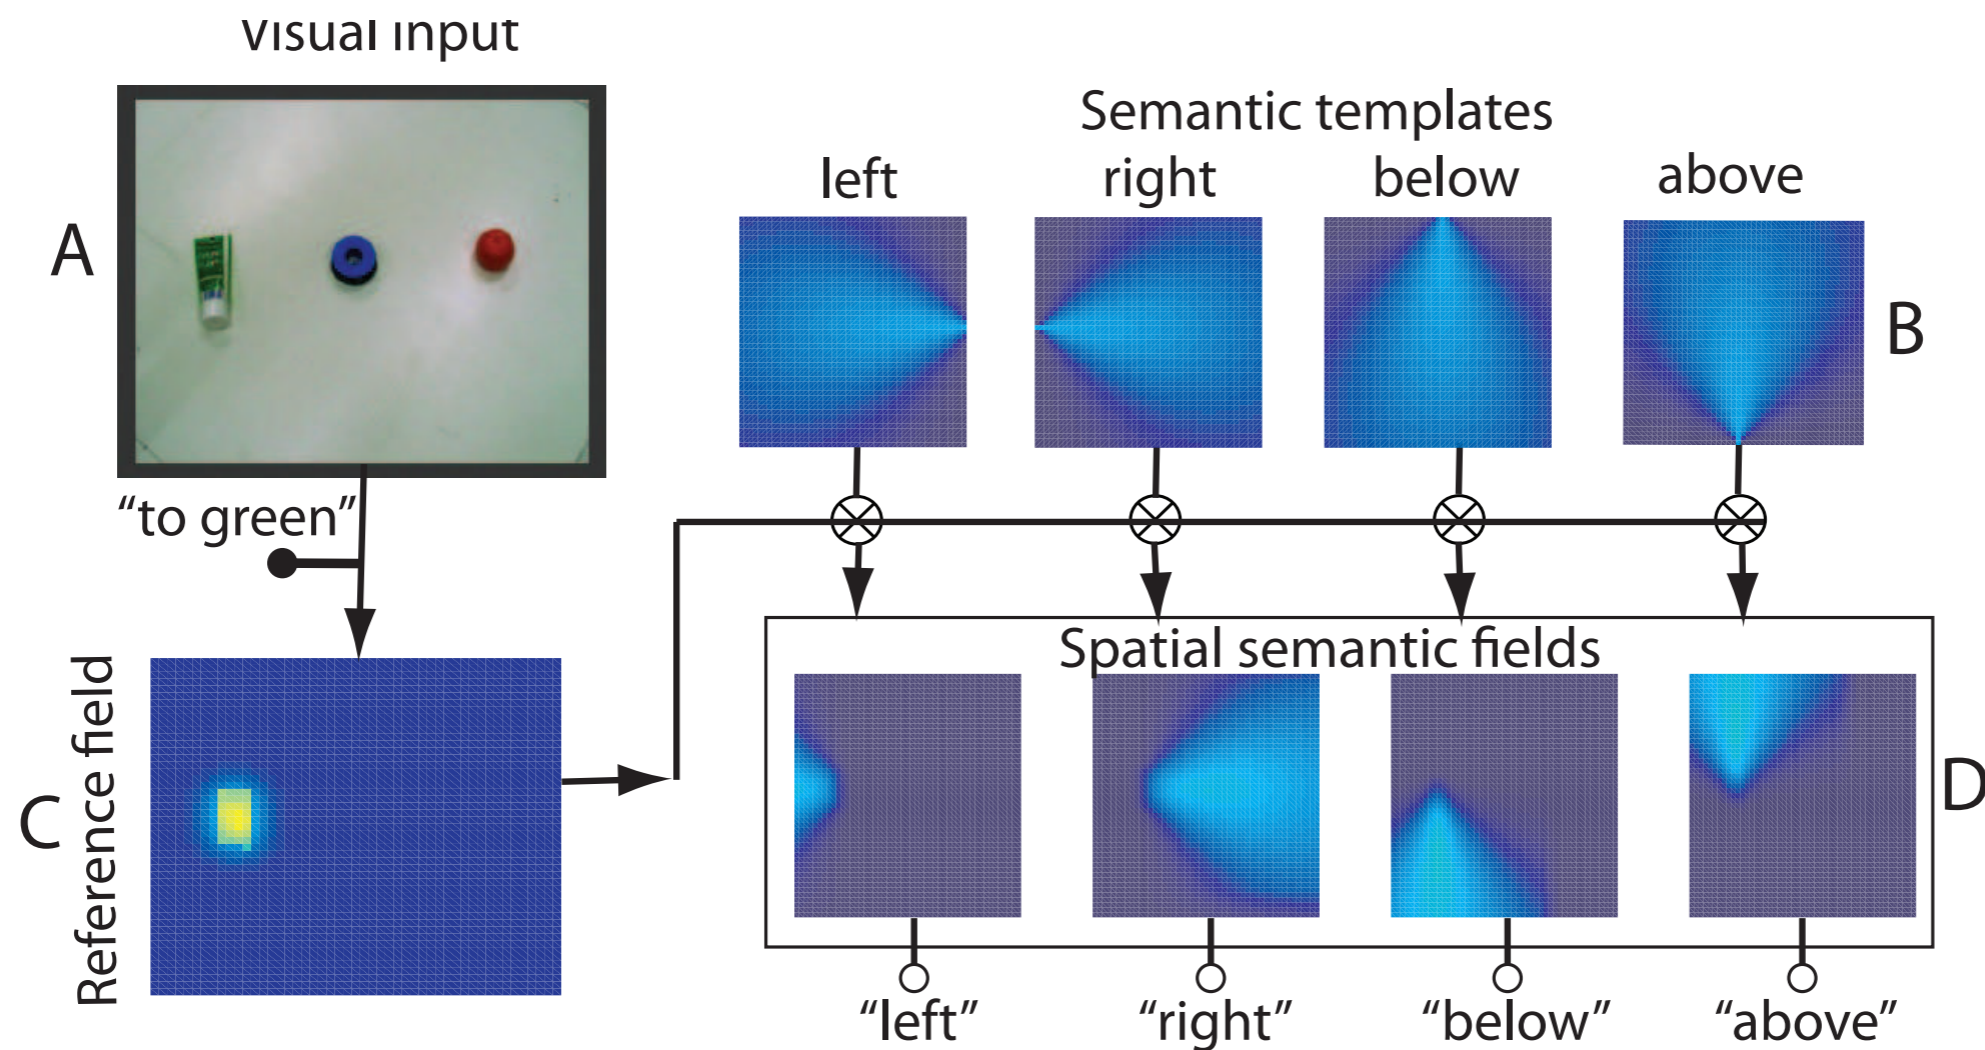 Visual input
Semantic templates
left right below above
A
B
“to green”
Reference field
C
Spatial semantic fields
D
“left” “right” “below” “above”